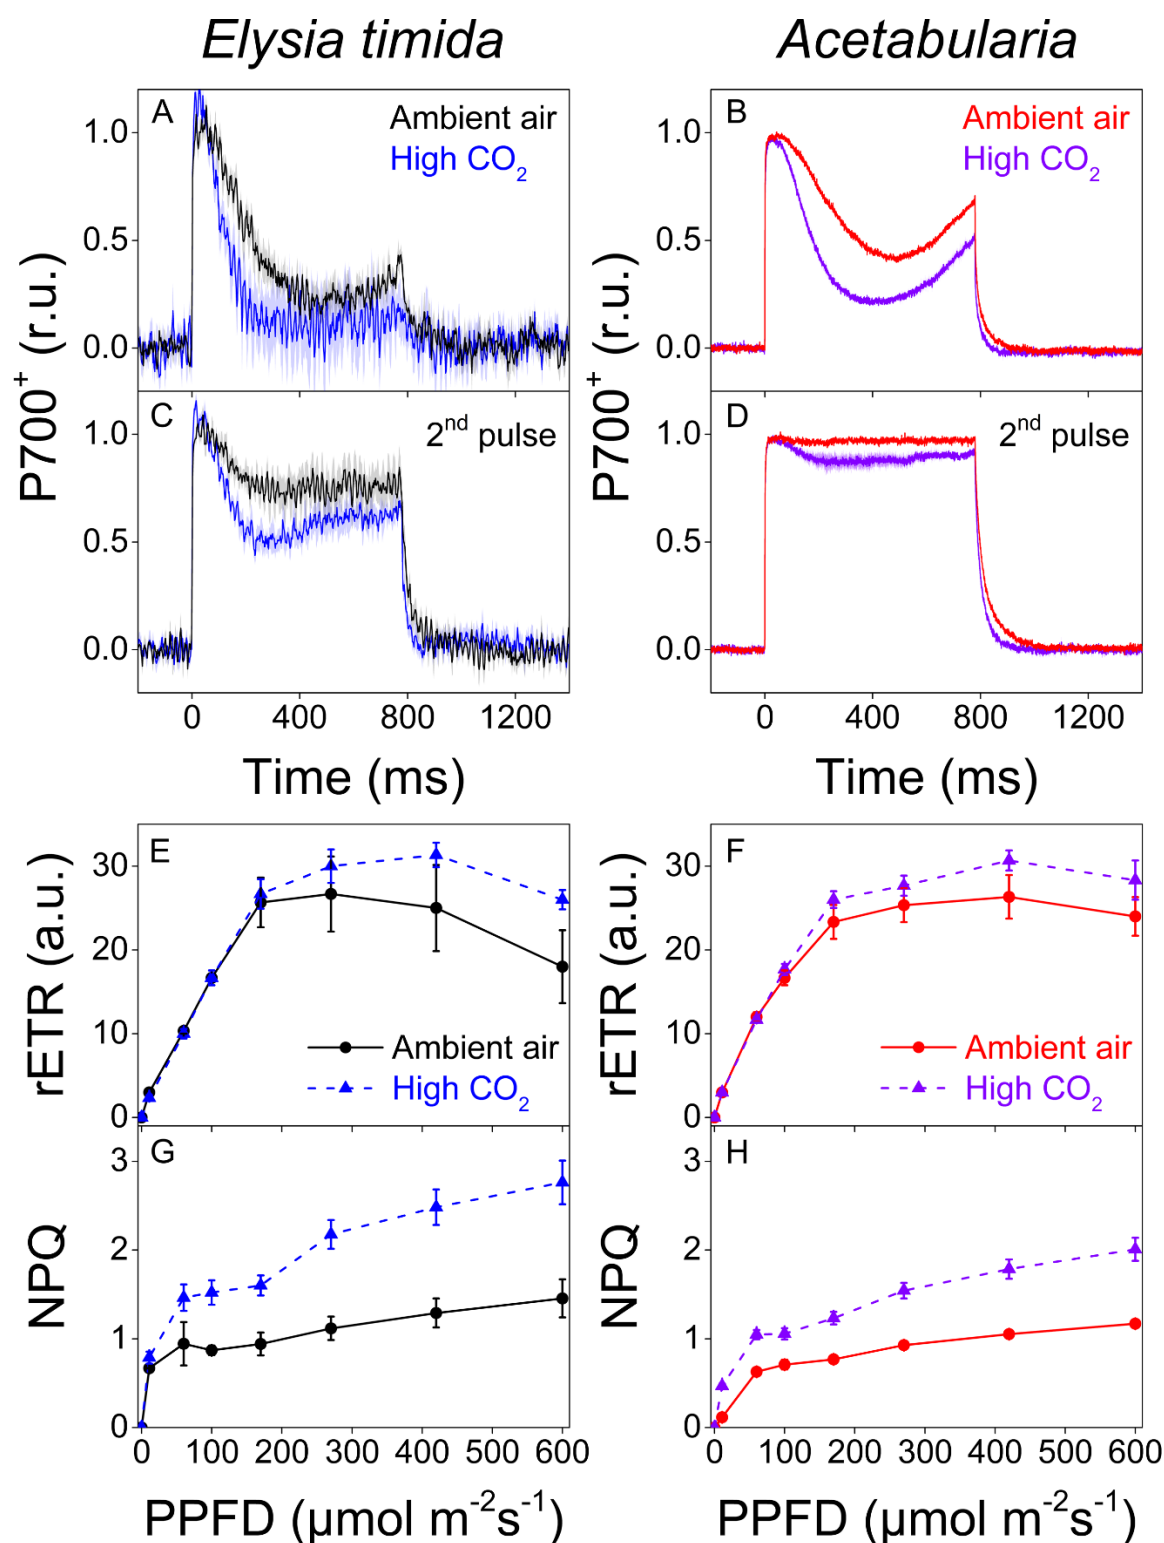 Elysia timida
Acetabularia
A
Ambient air
High CO₂
B
Ambient air
High CO₂
1.0
0.5
0.0
1.0
0.5
0.0
P700⁺ (r.u.)
P700⁺ (r.u.)
C
2ⁿᵈ pulse
D
2ⁿᵈ pulse
1.0
0.5
0.0
1.0
0.5
0.0
0 400 800 1200
0 400 800 1200
Time (ms)
Time (ms)
E
Ambient air
High CO₂
F
Ambient air
High CO₂
30
20
10
0
30
20
10
0
rETR (a.u.)
rETR (a.u.)
G
H
3
2
1
0
3
2
1
0
NPQ
NPQ
0 100 200 300 400 500 600
0 100 200 300 400 500 600
PPFD (µmol m⁻²s⁻¹)
PPFD (µmol m⁻²s⁻¹)